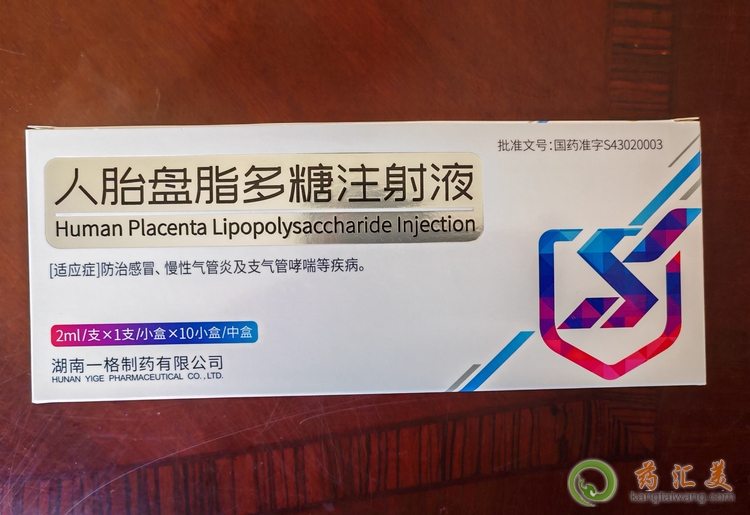 批准文号：国药准字S43020003
人胎盘脂多糖注射液
Human Placenta Lipopolysaccharide Injection
[适应症]防治感冒、慢性气管炎及支气管哮喘等疾病。
2ml/支×1支/小盒×10小盒/中盒
湖南一格制药有限公司
HUNAN YIGE PHARMACEUTICAL CO.,LTD.
药汇美
kangtaiwang.com